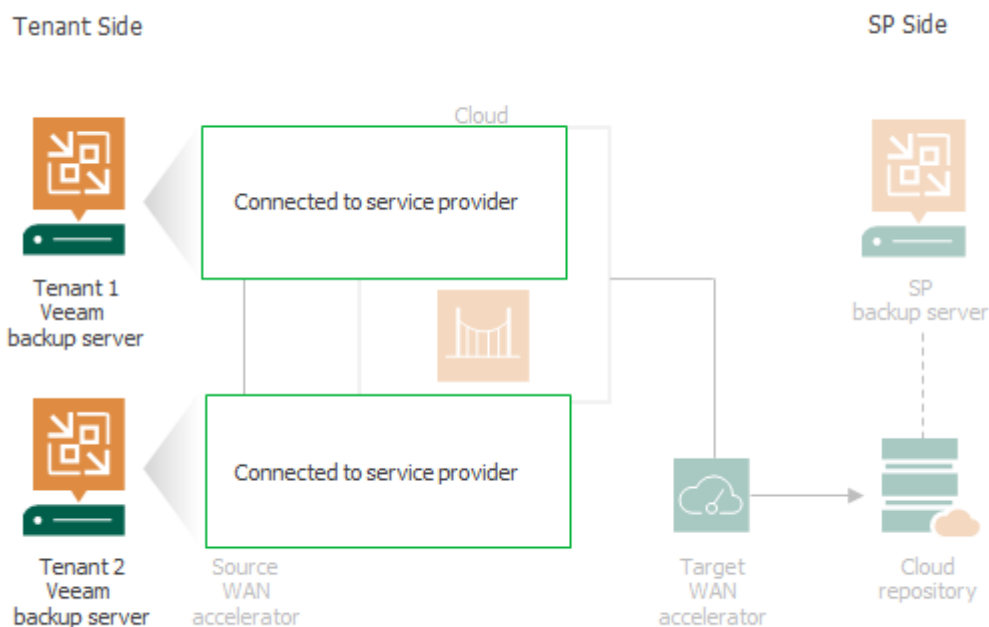 Tenant Side
SP Side
Cloud
Connected to service provider
Tenant 1
Veeam
backup server
SP
backup server
Connected to service provider
Tenant 2
Veeam
backup server
Source
WAN
accelerator
Target
WAN
accelerator
Cloud
repository